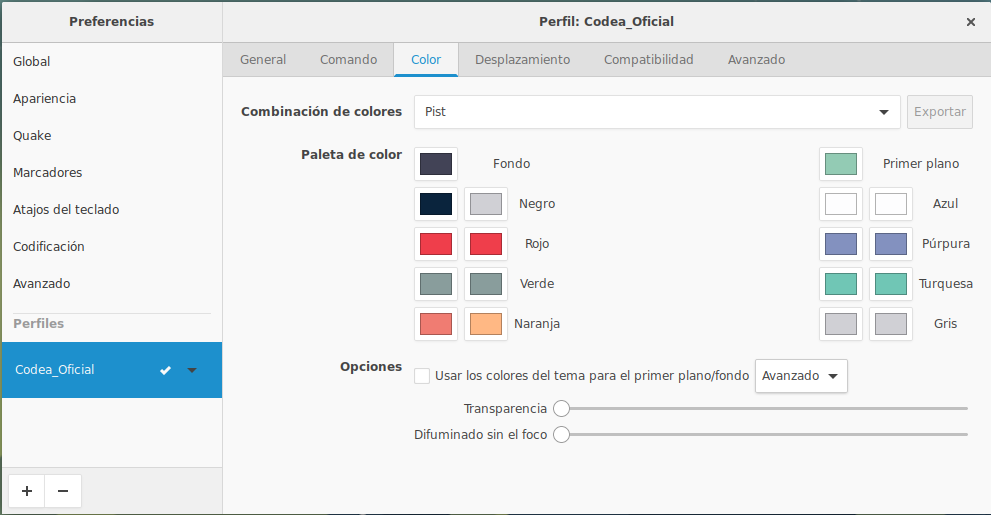 Preferencias
Perfil: Codea_Oficial
Global
Apariencia
Quake
Marcadores
Atajos del teclado
Codificación
Avanzado
Perfiles
Codea_Oficial
General Comando Color Desplazamiento Compatibilidad Avanzado
Combinación de colores Pist Exportar
Paleta de color Fondo Primer plano
Negro Azul
Rojo Púrpura
Verde Turquesa
Naranja Gris
Opciones Usar los colores del tema para el primer plano/fondo Avanzado
Transparencia
Difuminado sin el foco